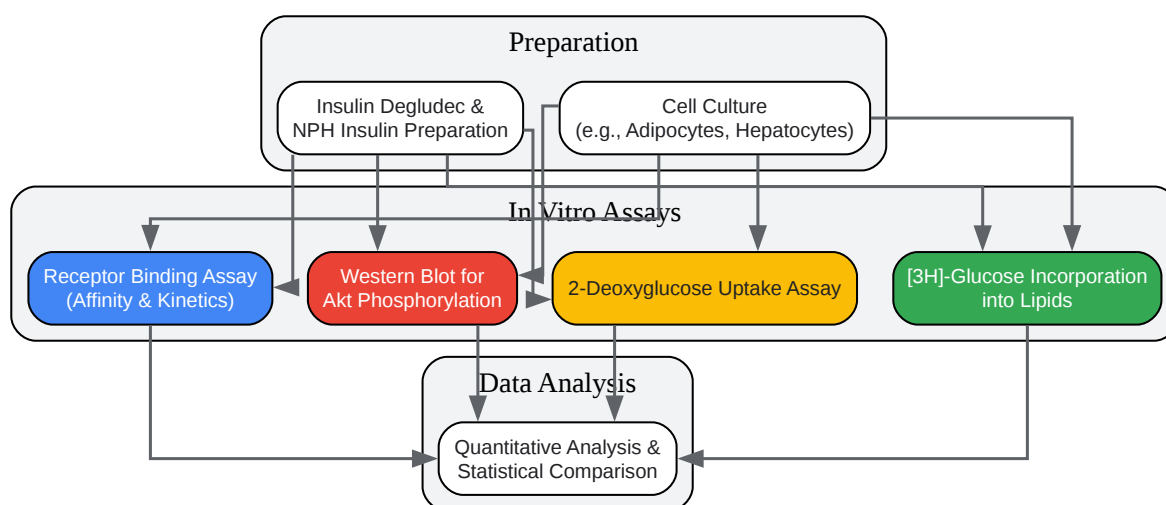 Preparation
Insulin Degludec &
NPH Insulin Preparation
Cell Culture
(e.g., Adipocytes, Hepatocytes)
In Vitro Assays
Receptor Binding Assay
(Affinity & Kinetics)
Western Blot for
Akt Phosphorylation
2-Deoxyglucose Uptake Assay
[3H]-Glucose Incorporation
into Lipids
Data Analysis
Quantitative Analysis &
Statistical Comparison